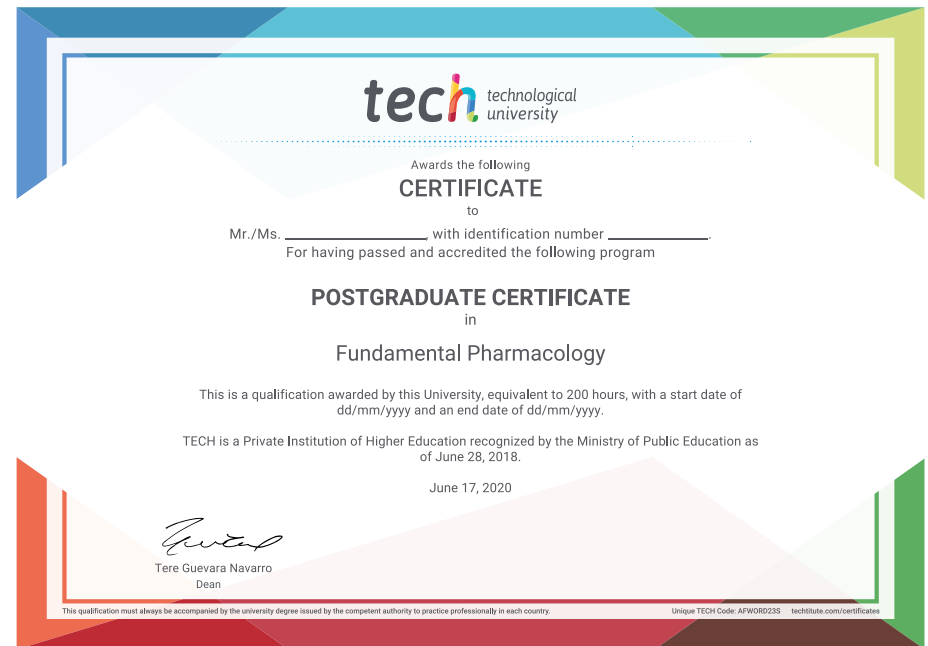 tech technological
university
Awards the following
CERTIFICATE
to
Mr./Ms. ____________________, with identification number ______________.
For having passed and accredited the following program
POSTGRADUATE CERTIFICATE
in
Fundamental Pharmacology
This is a qualification awarded by this University, equivalent to 200 hours, with a start date of
dd/mm/yyyy and an end date of dd/mm/yyyy.
TECH is a Private Institution of Higher Education recognized by the Ministry of Public Education as
of June 28, 2018.
June 17, 2020
Tere Guevara Navarro
Dean
This qualification must always be accompanied by the university degree issued by the competent authority to practice professionally in each country.
Unique TECH Code: AFWORD23S techtitute.com/certificates